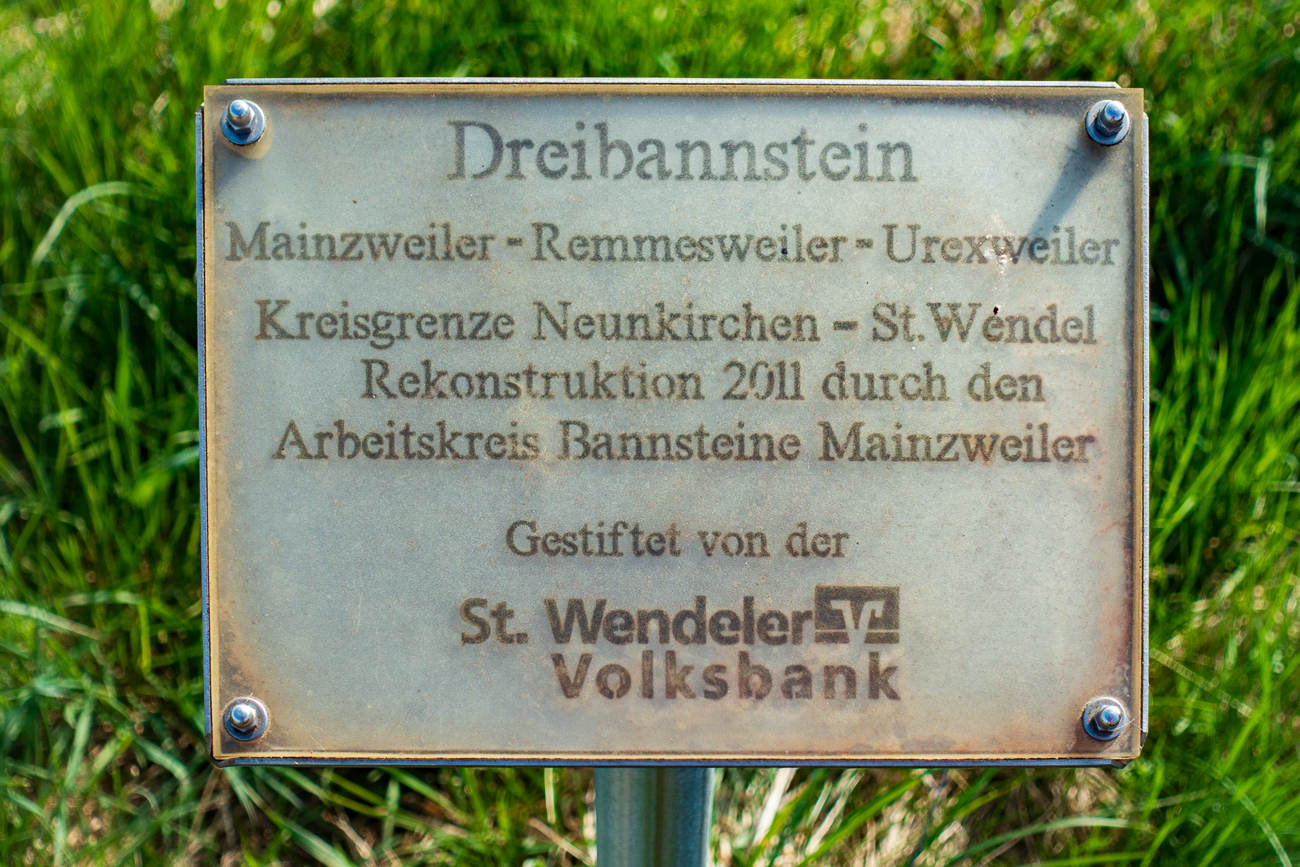 Dreibannstein
Mainzweiler - Remmesweiler - Urexweiler
Kreisgrenze Neunkirchen - St.Wendel
Rekonstruktion 2011 durch den
Arbeitskreis Bannsteine Mainzweiler
Gestiftet von der
St. Wendeler
Volksbank